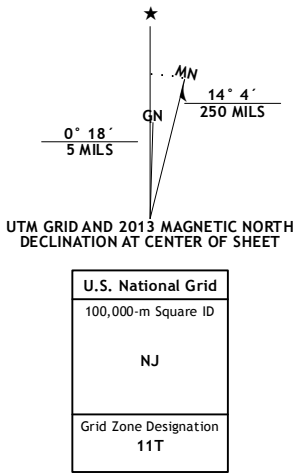 ★
MN
GN
14° 4´
250 MILS
0° 18´
5 MILS
UTM GRID AND 2013 MAGNETIC NORTH
DECLINATION AT CENTER OF SHEET
U.S. National Grid
100,000-m Square ID
NJ
Grid Zone Designation
11T